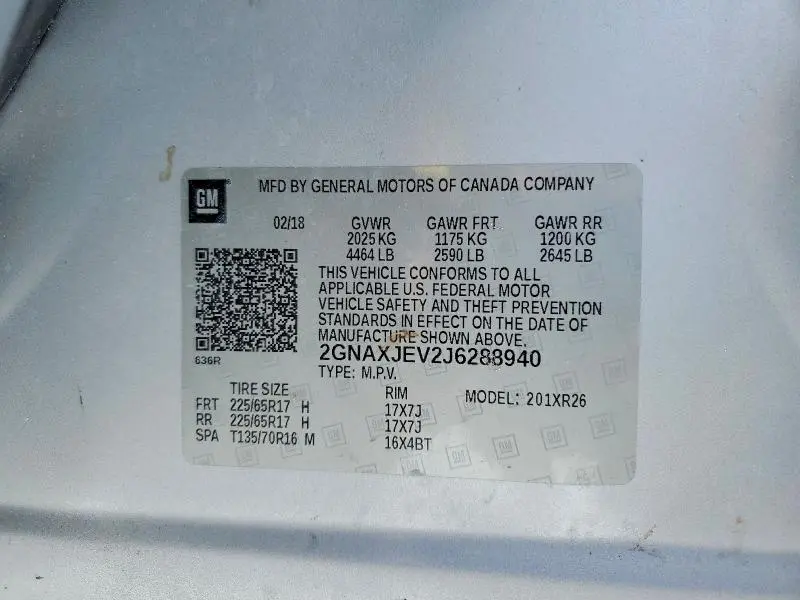 GM
MFD BY GENERAL MOTORS OF CANADA COMPANY
02/18 GVWR GAWR FRT GAWR RR
2025 KG 1175 KG 1200 KG
4464 LB 2590 LB 2645 LB
THIS VEHICLE CONFORMS TO ALL
APPLICABLE U.S. FEDERAL MOTOR
VEHICLE SAFETY AND THEFT PREVENTION
STANDARDS IN EFFECT ON THE DATE OF
MANUFACTURE SHOWN ABOVE.
2GNAXJEV2J6288940
636R
TYPE: M.P.V.
TIRE SIZE RIM MODEL: 201XR26
FRT 225/65R17 H 17X7J
RR 225/65R17 H 17X7J
SPA T135/70R16 M 16X4BT